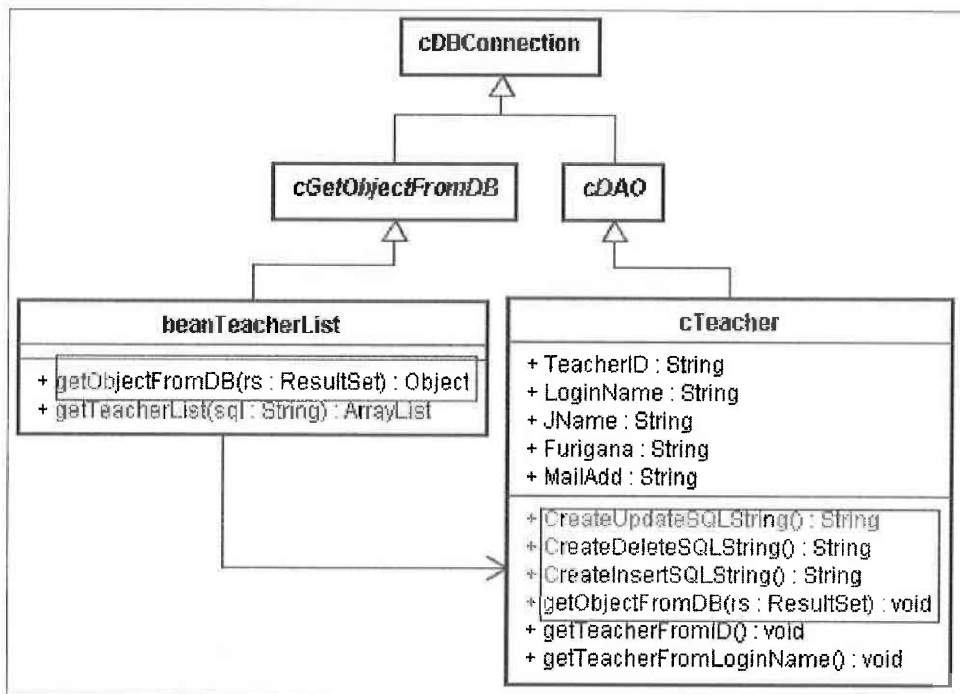 cDBConnection
cGetObjectFromDB
cDAO
beanTeacherList
+ getObjectFromDB(rs : ResultSet) : Object
+ getTeacherList(sql : String) : ArrayList
cTeacher
+ TeacherID : String
+ LoginName : String
+ JName : String
+ Furigana : String
+ MailAdd : String
+ CreateUpdateSQLString() : String
+ CreateDeleteSQLString() : String
+ CreateInsertSQLString() : String
+ getObjectFromDB(rs : ResultSet) : void
+ getTeacherFromID() : void
+ getTeacherFromLoginName() : void